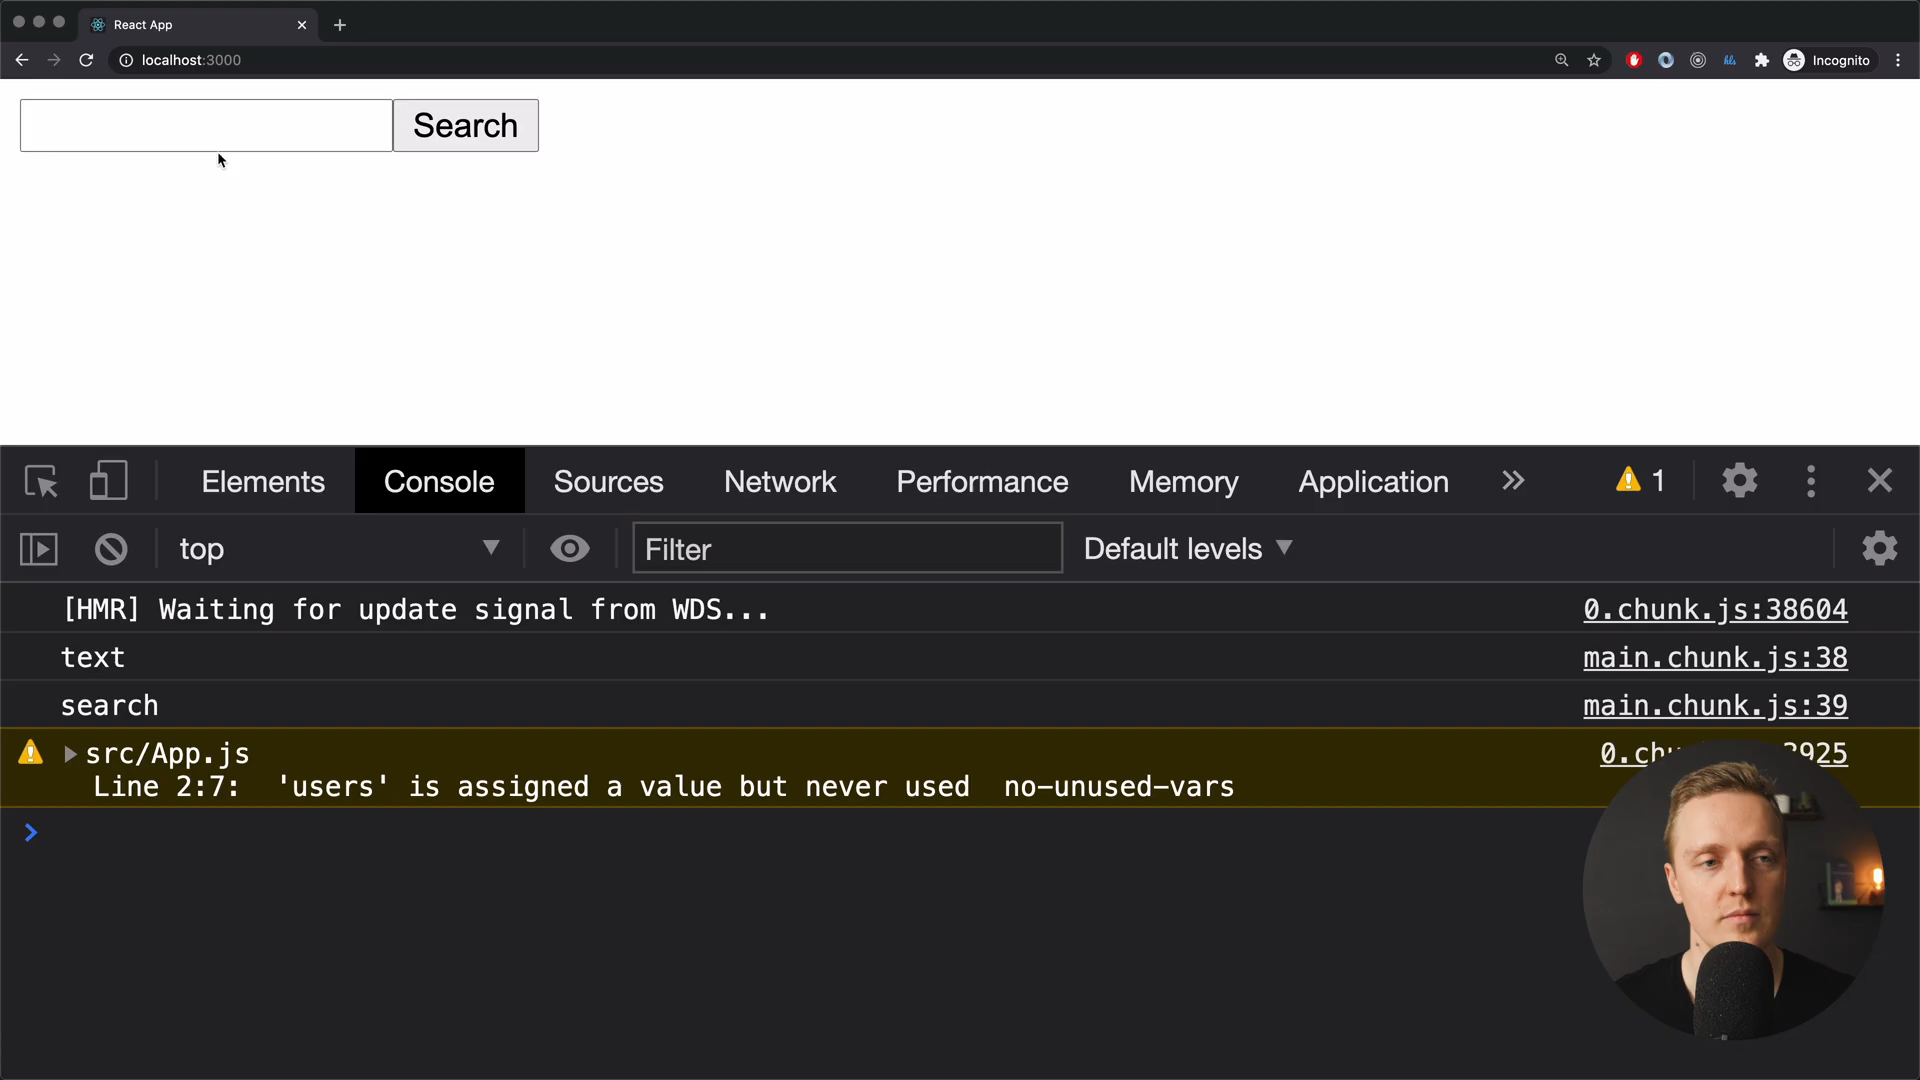 React App
localhost:3000
hls
Incognito
Search
Elements
Console
Sources
Network
Performance
Memory
Application
1
top
Filter
Default levels
[HMR] Waiting for update signal from WDS... 0.chunk.js:38604
text main.chunk.js:38
search main.chunk.js:39
src/App.js
Line 2:7: 'users' is assigned a value but never used no-unused-vars